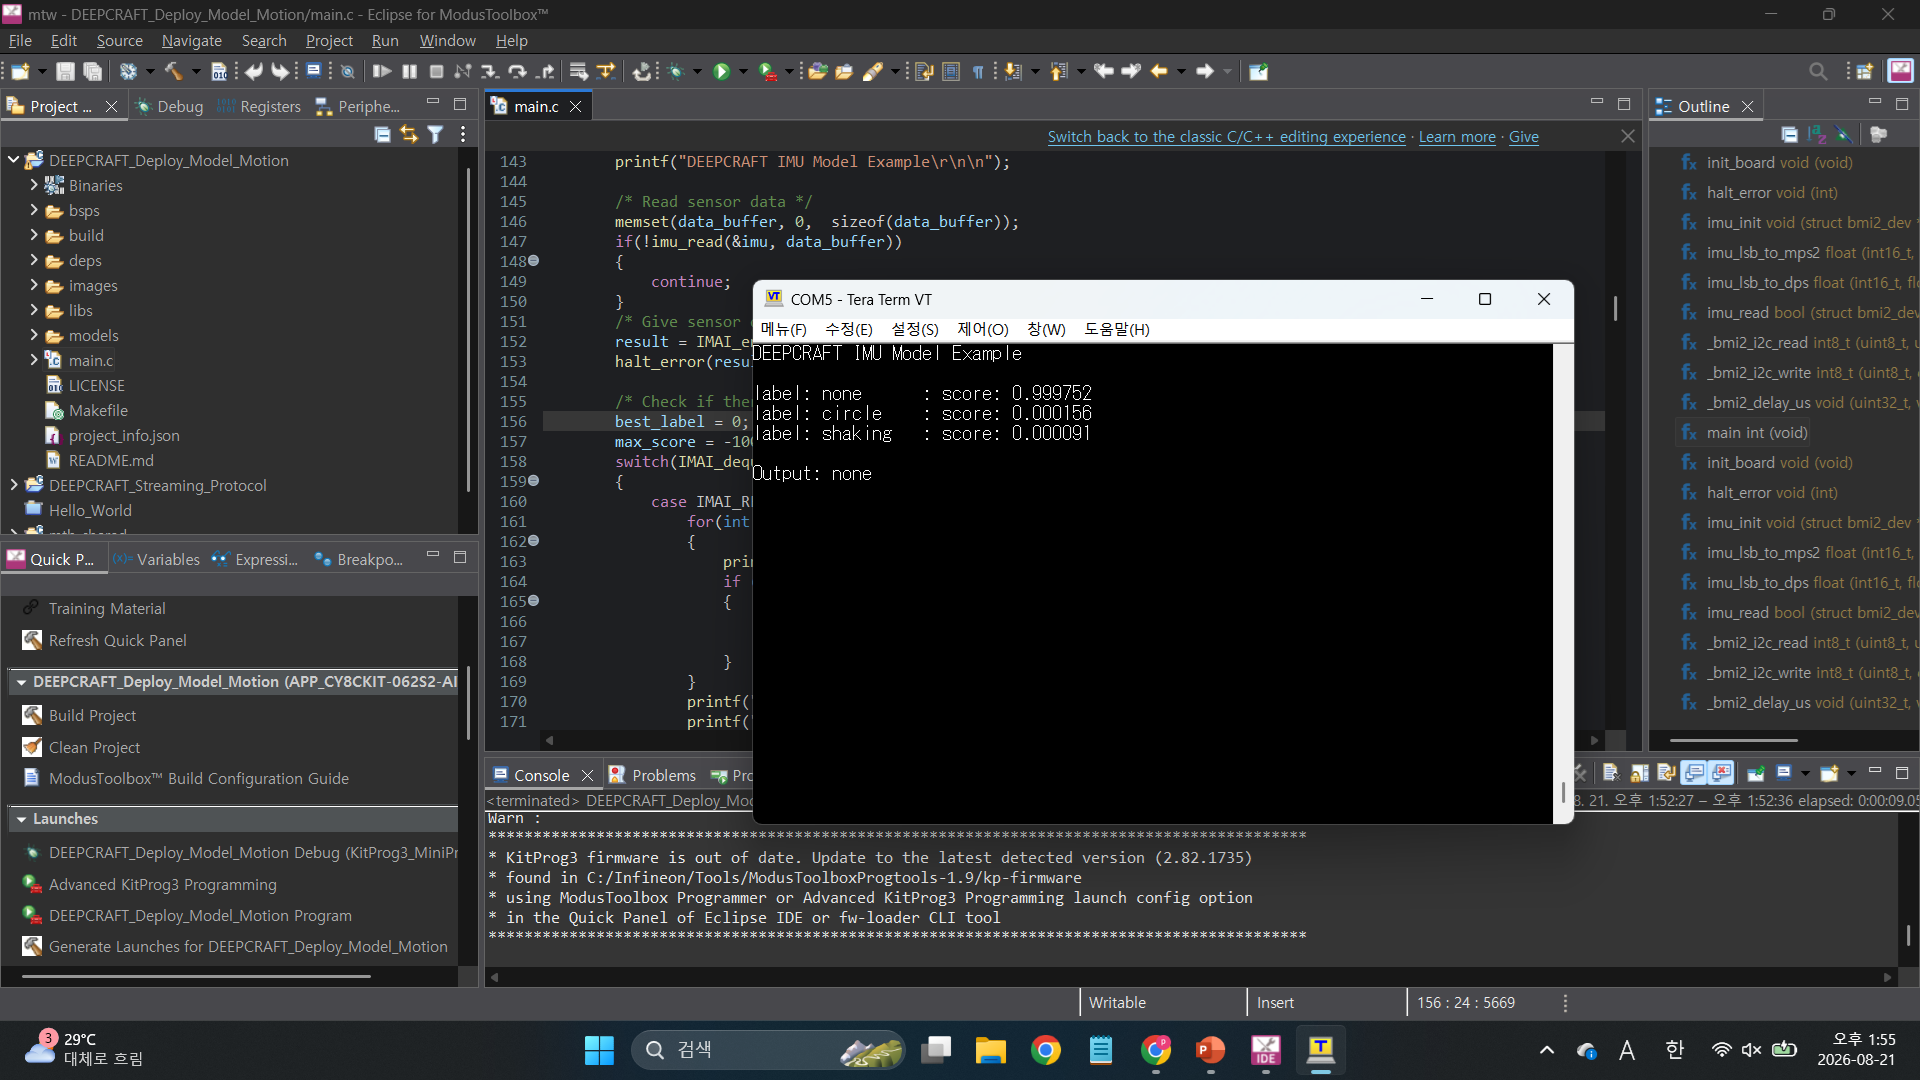 mtw - DEEPCRAFT_Deploy_Model_Motion/main.c - Eclipse for ModusToolbox™
File Edit Source Navigate Search Project Run Window Help
Project ...
Debug
Registers
Periphe...
DEEPCRAFT_Deploy_Model_Motion
Binaries
bsps
build
deps
images
libs
models
main.c
LICENSE
Makefile
project_info.json
README.md
DEEPCRAFT_Streaming_Protocol
Hello_World
Quick P...
Variables
Expressi...
Breakpo...
Training Material
Refresh Quick Panel
DEEPCRAFT_Deploy_Model_Motion (APP_CY8CKIT-062S2-AI
Build Project
Clean Project
ModusToolbox™ Build Configuration Guide
Launches
DEEPCRAFT_Deploy_Model_Motion Debug (KitProg3_MiniPr
Advanced KitProg3 Programming
DEEPCRAFT_Deploy_Model_Motion Program
Generate Launches for DEEPCRAFT_Deploy_Model_Motion
main.c
Switch back to the classic C/C++ editing experience · Learn more · Give
143 printf("DEEPCRAFT IMU Model Example\r\n\n");
144
145 /* Read sensor data */
146 memset(data_buffer, 0, sizeof(data_buffer));
147 if(!imu_read(&imu, data_buffer))
148 {
149 continue;
150 }
151 /* Give sensor
152 result = IMAI_e
153 halt_error(resu
154
155 /* Check if the
156 best_label = 0;
157 max_score = -10
158 switch(IMAI_deq
159 {
160 case IMAI_R
161 for(int
162 {
163 pri
164 if
165 {
166
167
168 }
169 }
170 printf("
171 printf("
COM5 - Tera Term VT
메뉴(F) 수정(E) 설정(S) 제어(O) 창(W) 도움말(H)
DEEPCRAFT IMU Model Example
label: none : score: 0.999752
label: circle : score: 0.000156
label: shaking : score: 0.000091
Output: none
Outline
init_board void (void)
halt_error void (int)
imu_init void (struct bmi2_dev *
imu_lsb_to_mps2 float (int16_t,
imu_lsb_to_dps float (int16_t, fl
imu_read bool (struct bmi2_dev
_bmi2_i2c_read int8_t (uint8_t, u
_bmi2_i2c_write int8_t (uint8_t,
_bmi2_delay_us void (uint32_t,
main int (void)
init_board void (void)
halt_error void (int)
imu_init void (struct bmi2_dev *
imu_lsb_to_mps2 float (int16_t,
imu_lsb_to_dps float (int16_t, fl
imu_read bool (struct bmi2_dev
_bmi2_i2c_read int8_t (uint8_t, u
_bmi2_i2c_write int8_t (uint8_t,
_bmi2_delay_us void (uint32_t,
Console
Problems
<terminated> DEEPCRAFT_Deploy_Mo
8. 21. 오후 1:52:27 – 오후 1:52:36 elapsed: 0:00:09.05
Warn :
*******************************************************************************************
* KitProg3 firmware is out of date. Update to the latest detected version (2.82.1735)
* found in C:/Infineon/Tools/ModusToolboxProgtools-1.9/kp-firmware
* using ModusToolbox Programmer or Advanced KitProg3 Programming launch config option
* in the Quick Panel of Eclipse IDE or fw-loader CLI tool
*******************************************************************************************
Writable
Insert
156 : 24 : 5669
3
29°C
대체로 흐림
검색
IDE
A
한
오후 1:55
2026-08-21